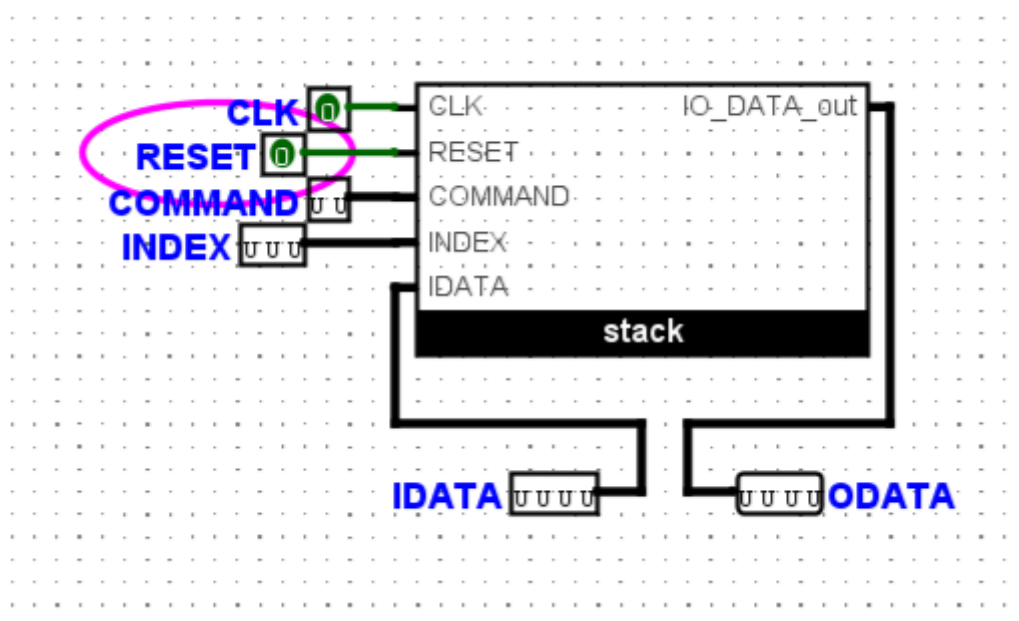 CLK 0 CLK IO_DATA_out
RESET 0 RESET
COMMAND U U COMMAND
INDEX U U U INDEX
IDATA
stack
IDATA U U U U U U U U ODATA